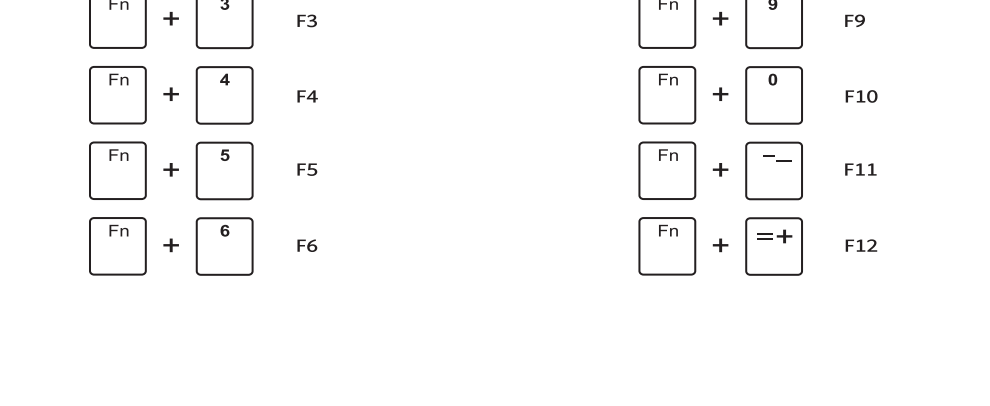 Fn + 3 F3
Fn + 9 F9
Fn + 4 F4
Fn + 0 F10
Fn + 5 F5
Fn + -_ F11
Fn + 6 F6
Fn + =+ F12